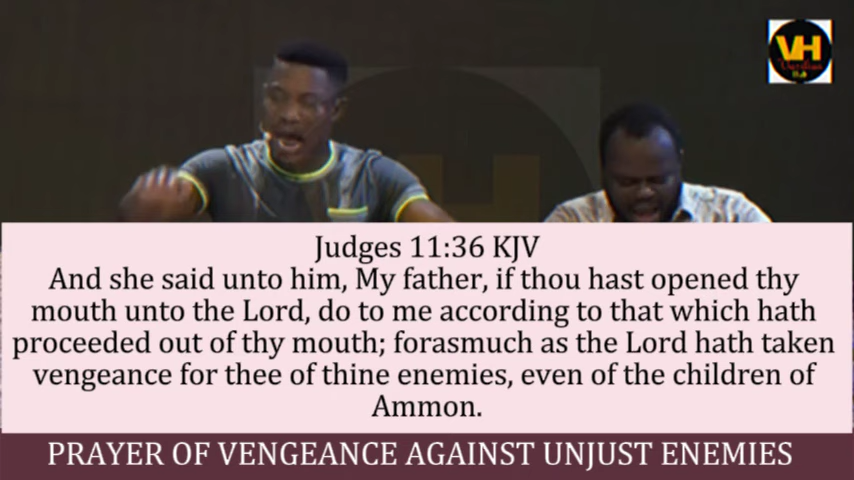 VH
Judges 11:36 KJV
And she said unto him, My father, if thou hast opened thy
mouth unto the Lord, do to me according to that which hath
proceeded out of thy mouth; forasmuch as the Lord hath taken
vengeance for thee of thine enemies, even of the children of
Ammon.
PRAYER OF VENGEANCE AGAINST UNJUST ENEMIES